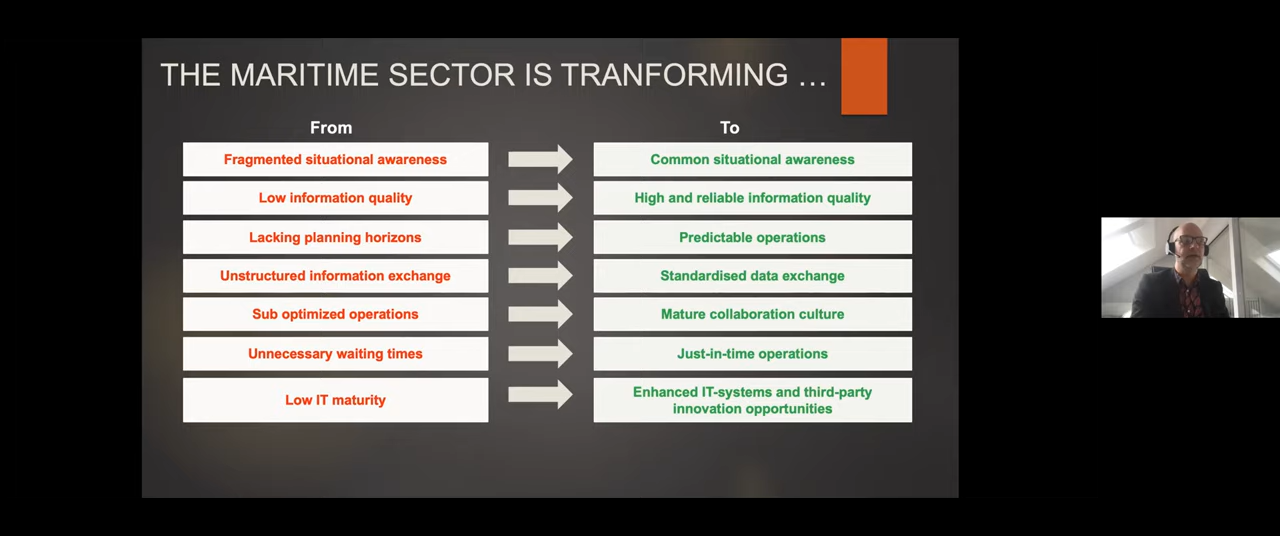 THE MARITIME SECTOR IS TRANFORMING …
From
To
Fragmented situational awareness
Common situational awareness
Low information quality
High and reliable information quality
Lacking planning horizons
Predictable operations
Unstructured information exchange
Standardised data exchange
Sub optimized operations
Mature collaboration culture
Unnecessary waiting times
Just-in-time operations
Low IT maturity
Enhanced IT-systems and third-party
innovation opportunities